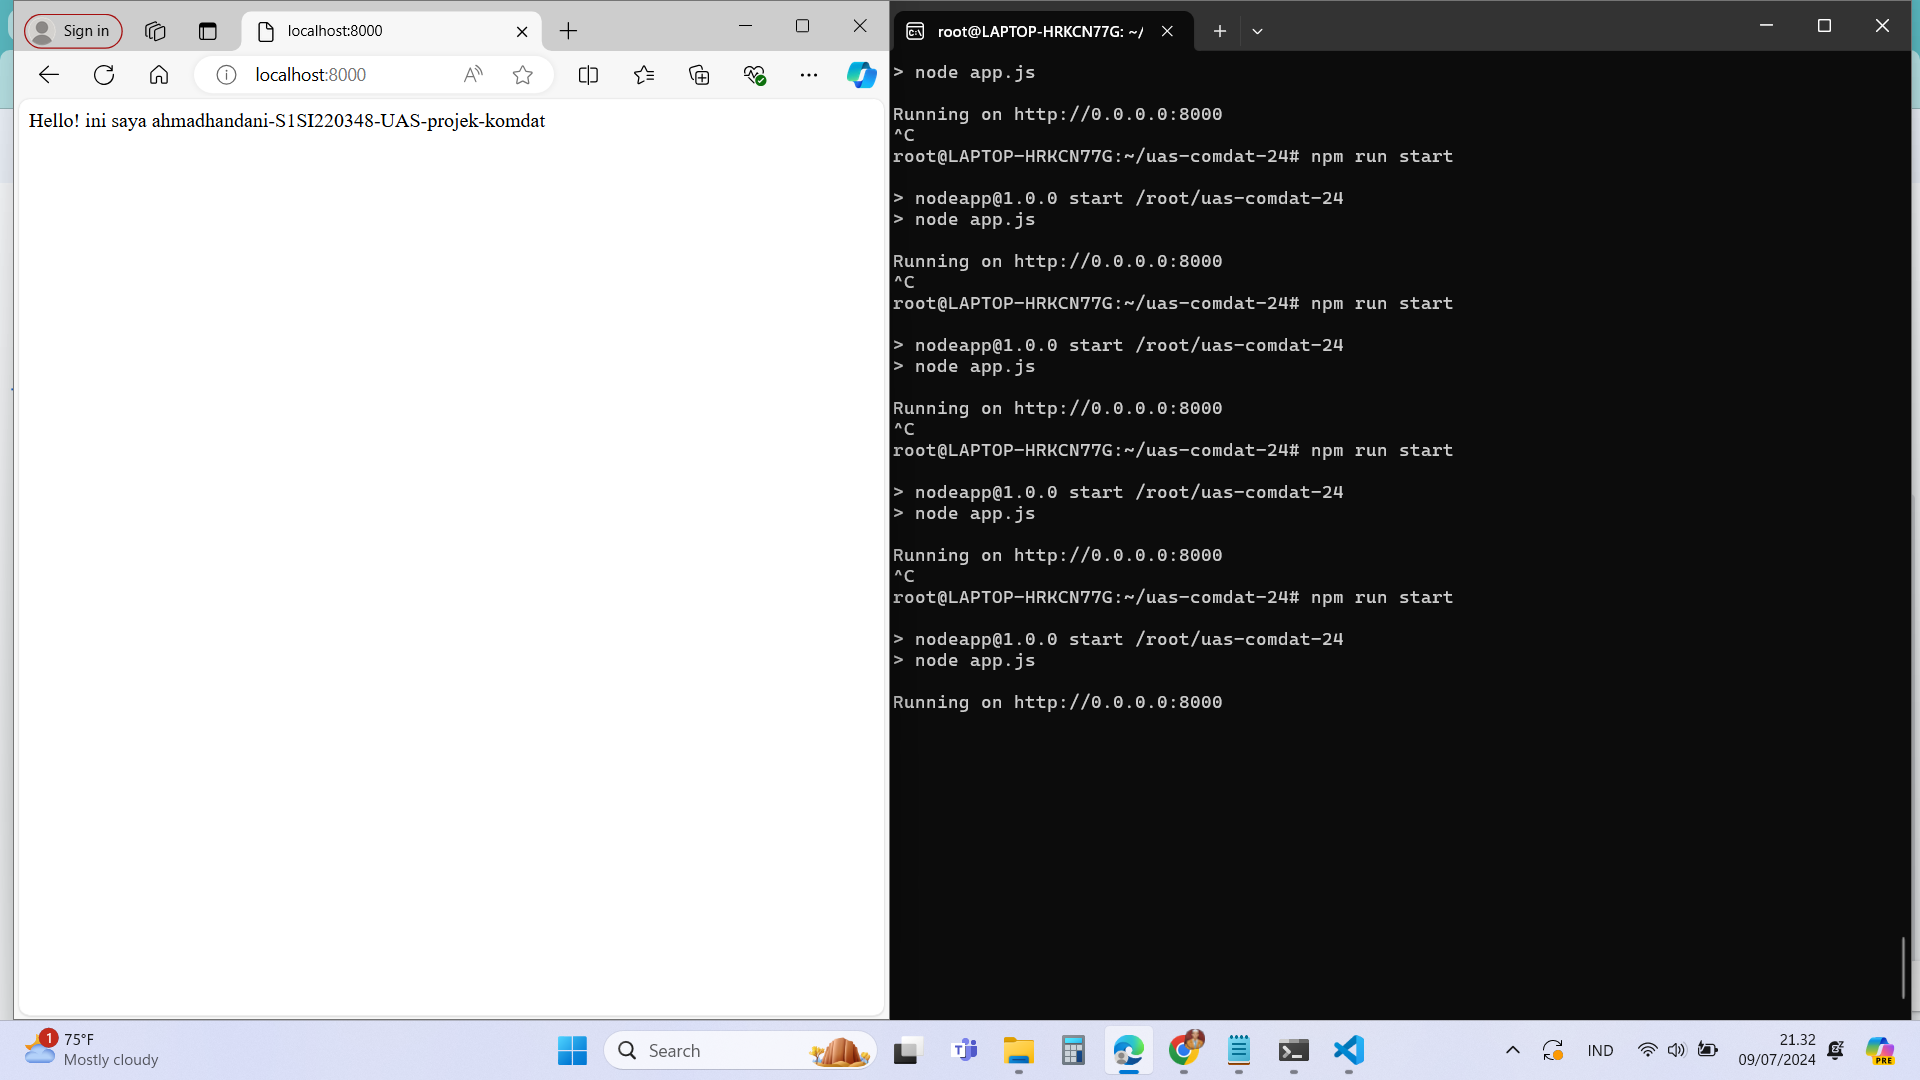 Sign in
localhost:8000
localhost:8000
Hello! ini saya ahmadhandani-S1SI220348-UAS-projek-komdat
root@LAPTOP-HRKCN77G: ~/
> node app.js
Running on http://0.0.0.0:8000
^C
root@LAPTOP-HRKCN77G:~/uas-comdat-24# npm run start
> nodeapp@1.0.0 start /root/uas-comdat-24
> node app.js
Running on http://0.0.0.0:8000
^C
root@LAPTOP-HRKCN77G:~/uas-comdat-24# npm run start
> nodeapp@1.0.0 start /root/uas-comdat-24
> node app.js
Running on http://0.0.0.0:8000
^C
root@LAPTOP-HRKCN77G:~/uas-comdat-24# npm run start
> nodeapp@1.0.0 start /root/uas-comdat-24
> node app.js
Running on http://0.0.0.0:8000
^C
root@LAPTOP-HRKCN77G:~/uas-comdat-24# npm run start
> nodeapp@1.0.0 start /root/uas-comdat-24
> node app.js
Running on http://0.0.0.0:8000
1
75°F
Mostly cloudy
Search
IND
21.32
09/07/2024
PRE